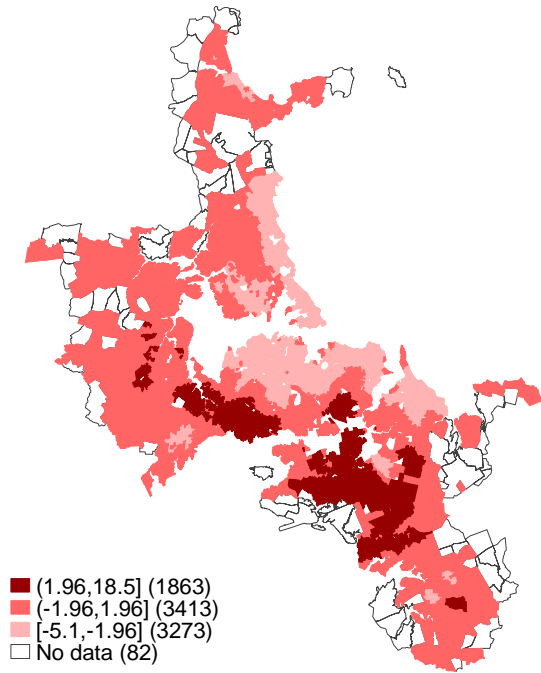 (1.96,18.5] (1863)
(-1.96,1.96] (3413)
[-5.1,-1.96] (3273)
No data (82)